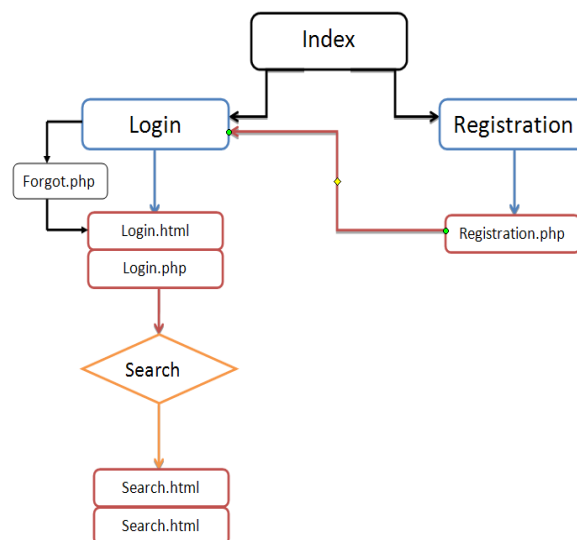 Index
Login
Registration
Forgot.php
Login.html
Registration.php
Login.php
Search
Search.html
Search.html